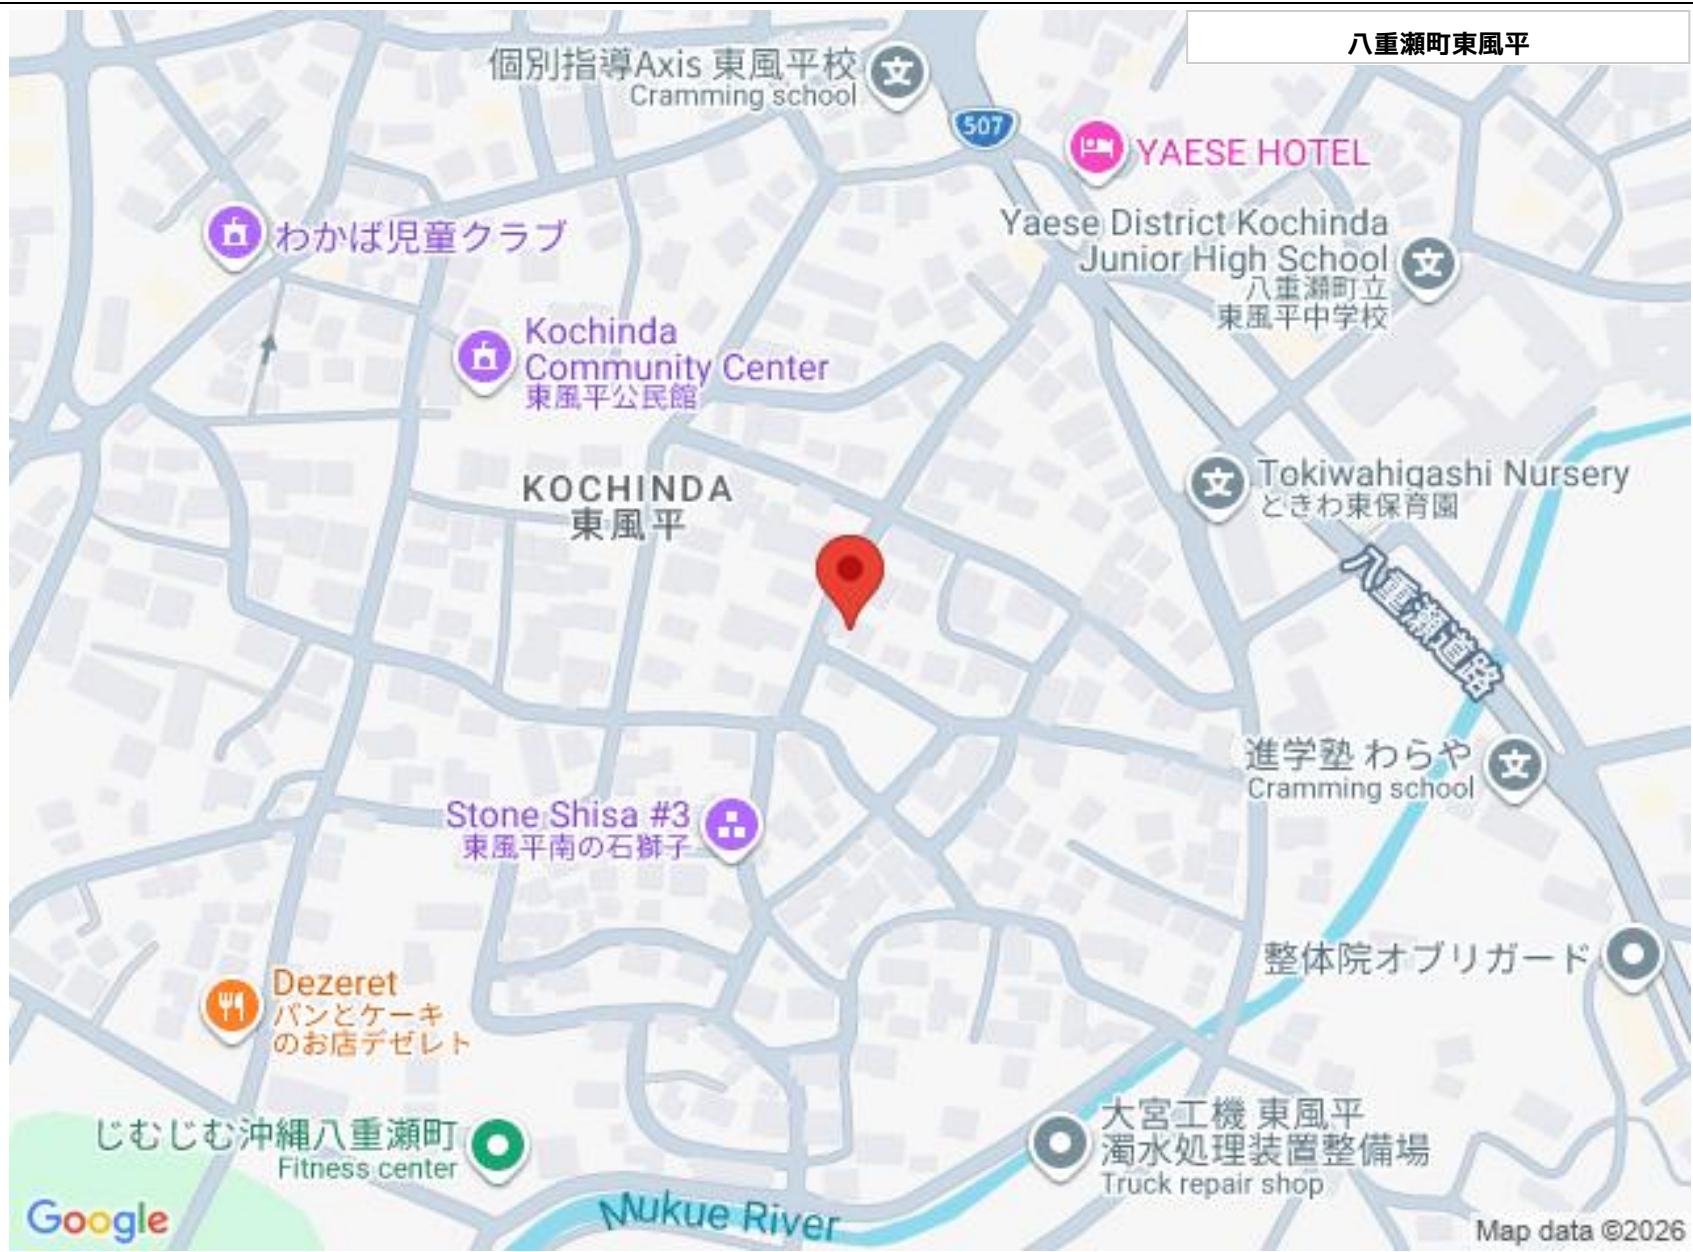 八重瀬町東風平
個別指導Axis 東風平校
Cramming school
507
YAESE HOTEL
Yaese District Kochinda
Junior High School
八重瀬町立
東風平中学校
わかば児童クラブ
Kochinda
Community Center
東風平公民館
KOCHINDA
東風平
Tokiwahigashi Nursery
ときわ東保育園
八重瀬道路
進学塾 わらや
Cramming school
Stone Shisa #3
東風平南の石獅子
整体院オブリガード
Dezeret
パンとケーキ
のお店デゼレト
大宮工機 東風平
濁水処理装置整備場
Truck repair shop
じむじむ沖縄八重瀬町
Fitness center
Mukue River
Google
Map data ©2026